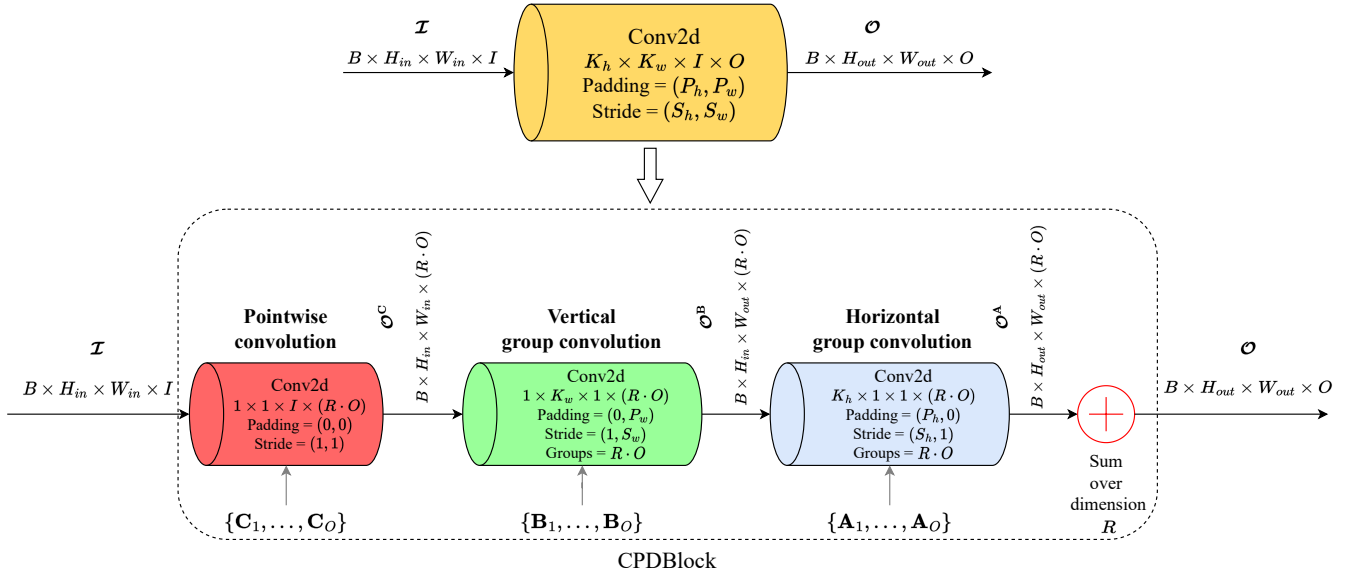 𝓘
B × H_in × W_in × I
Conv2d
K_h × K_w × I × O
Padding = (P_h, P_w)
Stride = (S_h, S_w)
𝓞
B × H_out × W_out × O
𝓘
B × H_in × W_in × I
Pointwise
convolution
Conv2d
1 × 1 × I × (R · O)
Padding = (0, 0)
Stride = (1, 1)
{𝐂_1, . . . , 𝐂_O}
𝓞^𝐂
B × H_in × W_in × (R · O)
Vertical
group convolution
Conv2d
1 × K_w × 1 × (R · O)
Padding = (0, P_w)
Stride = (1, S_w)
Groups = R · O
{𝐁_1, . . . , 𝐁_O}
𝓞^𝐁
B × H_in × W_out × (R · O)
Horizontal
group convolution
Conv2d
K_h × 1 × 1 × (R · O)
Padding = (P_h, 0)
Stride = (S_h, 1)
Groups = R · O
{𝐀_1, . . . , 𝐀_O}
𝓞^𝐀
B × H_out × W_out × (R · O)
Sum
over
dimension
R
𝓞
B × H_out × W_out × O
CPDBlock